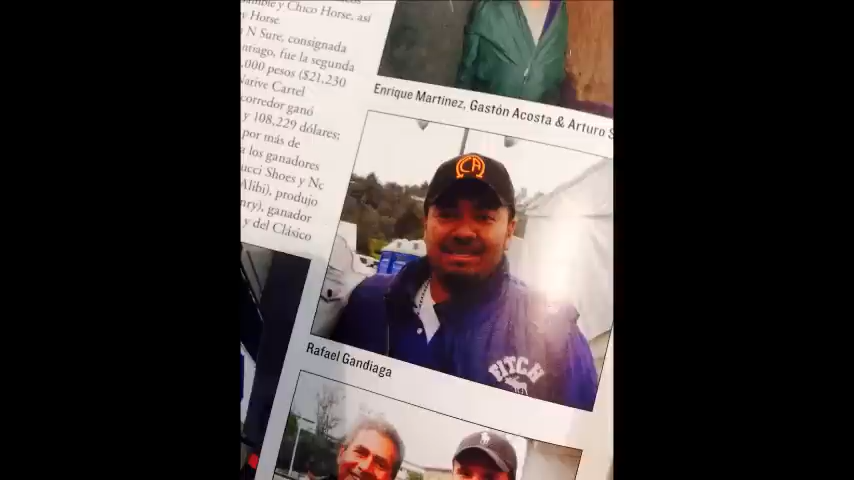 y Chico Horse, así
Horse
N Sure, consignada
fue la segunda
,000 pesos ($21,230
Native Cartel
corredor ganó
y 108,229 dólares;
por más de
a los ganadores
ucci Shoes y Nc
Alibi), produjo
nry), ganador
y del Clásico
Enrique Martínez, Gastón Acosta & Arturo S
CA
FITCH
Rafael Gandiaga